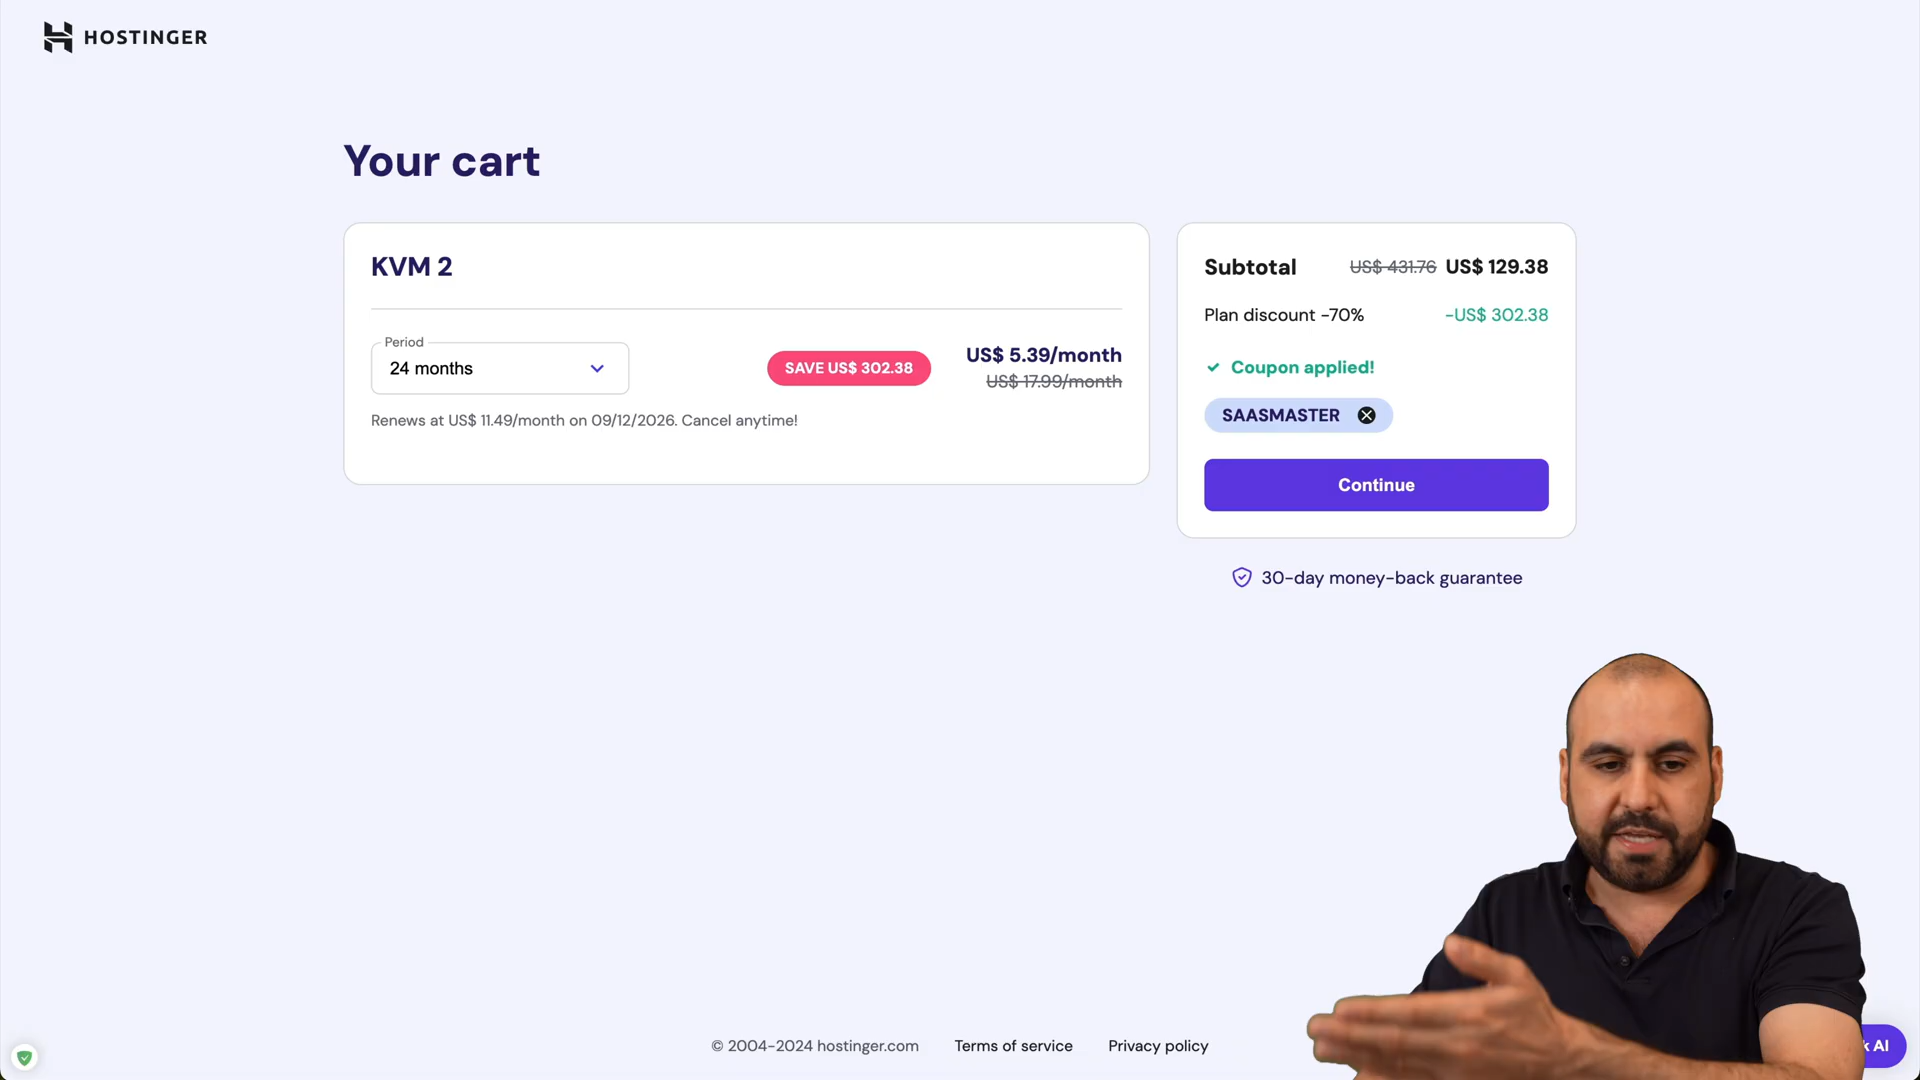 HOSTINGER
Your cart
KVM 2
Period
24 months
SAVE US$ 302.38
US$ 5.39/month
US$ 17.99/month
Renews at US$ 11.49/month on 09/12/2026. Cancel anytime!
Subtotal US$ 431.76 US$ 129.38
Plan discount -70% -US$ 302.38
Coupon applied!
SAASMASTER
Continue
30-day money-back guarantee
© 2004-2024 hostinger.com Terms of service Privacy policy
AI